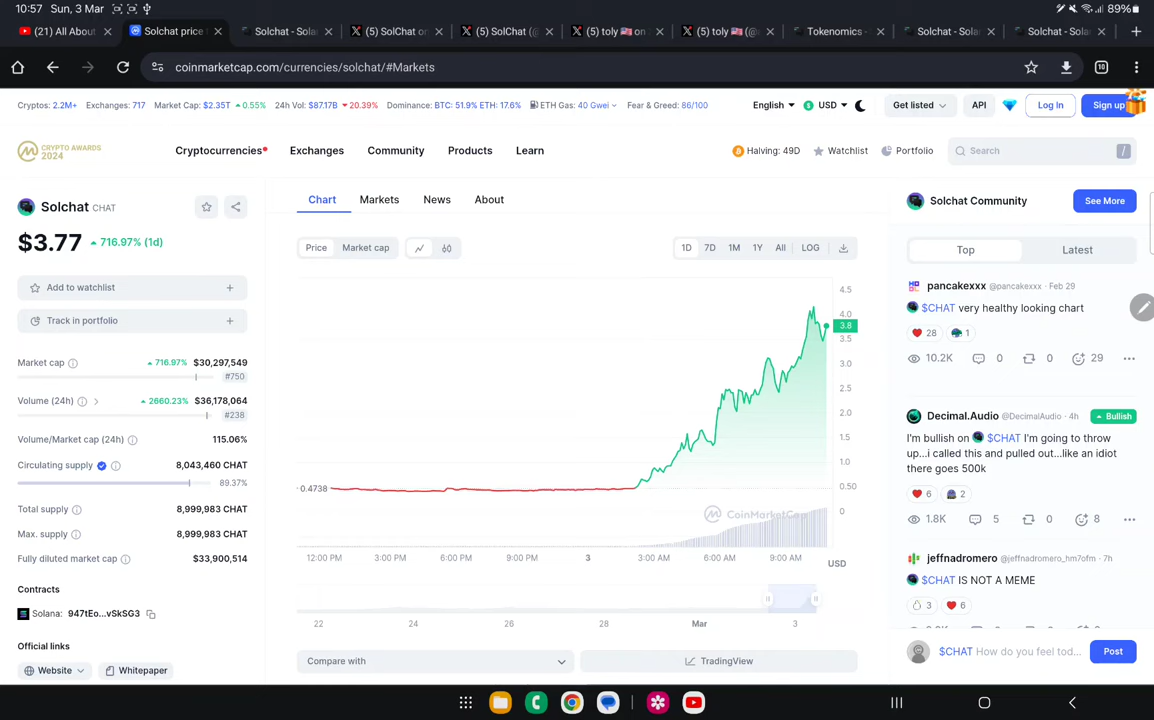 10:57 Sun, 3 Mar 89%
(21) All About
Solchat price
Solchat - Sola
(5) SolChat on
(5) SolChat (@
(5) toly 🇺🇸 on
(5) toly 🇺🇸 (@
Tokenomics -
Solchat - Sol
Solchat - Sol
coinmarketcap.com/currencies/solchat/#Markets
10
Cryptos: 2.2M+ Exchanges: 717 Market Cap: $2.35T 0.55% 24h Vol: $87.17B 20.39% Dominance: BTC: 51.9% ETH: 17.6% ETH Gas: 40 Gwei Fear & Greed: 86/100
English USD Get listed API Log In Sign up
CRYPTO AWARDS
2024
Cryptocurrencies Exchanges Community Products Learn
Halving: 49D Watchlist Portfolio Search /
Solchat CHAT
$3.77 716.97% (1d)
Add to watchlist +
Track in portfolio +
Market cap 716.97% $30,297,549
#750
Volume (24h) 2660.23% $36,178,064
#238
Volume/Market cap (24h) 115.06%
Circulating supply 8,043,460 CHAT
89.37%
Total supply 8,999,983 CHAT
Max. supply 8,999,983 CHAT
Fully diluted market cap $33,900,514
Contracts
Solana: 947tEo...vSkSG3
Official links
Website Whitepaper
Chart Markets News About
Price Market cap
1D 7D 1M 1Y All LOG
4.5
4.0
3.8
3.5
3.0
2.5
2.0
1.5
1.0
0.50
0
0.4738
CoinMarketCap
12:00 PM 3:00 PM 6:00 PM 9:00 PM 3 3:00 AM 6:00 AM 9:00 AM
USD
22 24 26 28 Mar 3
Compare with
TradingView
Solchat Community See More
Top Latest
pancakexxx @pancakexxx · Feb 29
$CHAT very healthy looking chart
28 1
10.2K 0 0 29
Decimal.Audio @DecimalAudio · 4h Bullish
I'm bullish on $CHAT I'm going to throw
up...i called this and pulled out...like an idiot
there goes 500k
6 2
1.8K 5 0 8
jeffnadromero @jeffnadromero_hm7ofm · 7h
$CHAT IS NOT A MEME
3 6
$CHAT How do you feel tod... Post